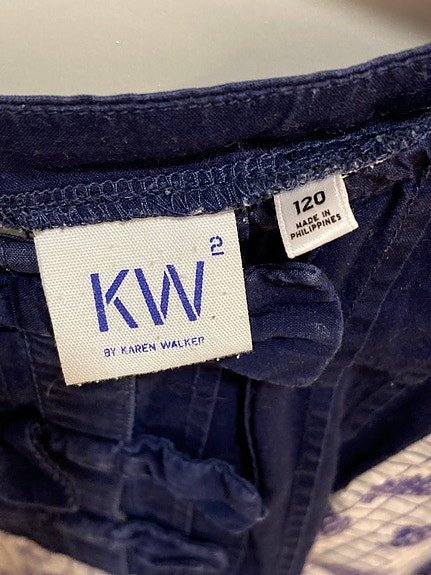 KW²
BY KAREN WALKER
120
MADE IN
PHILIPPINES